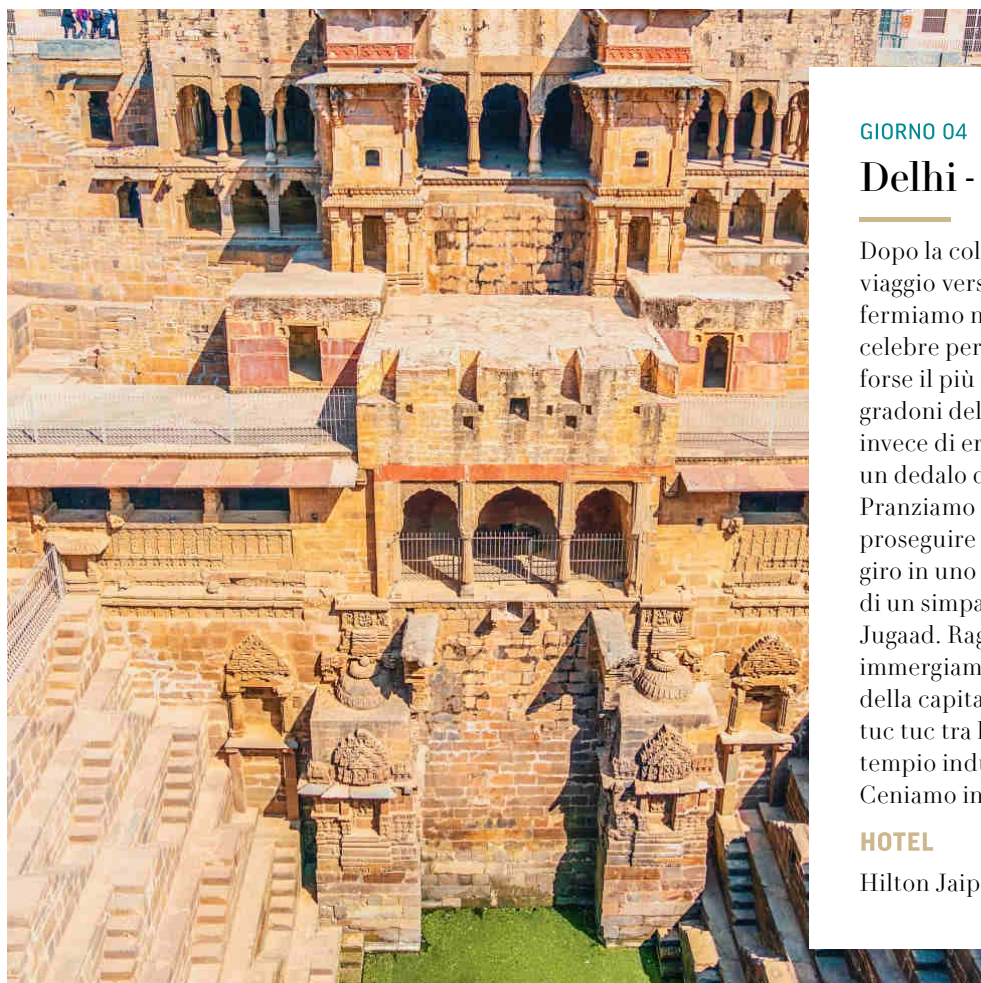 GIORNO 04
Delhi -
Dopo la col
viaggio vers
fermiamo n
celebre per
forse il più
gradoni del
invece di er
un dedalo d
Pranziamo
proseguire
giro in uno
di un simpa
Jugaad. Rag
immergiam
della capita
tuc tuc tra l
tempio indu
Ceniamo in
HOTEL
Hilton Jaip